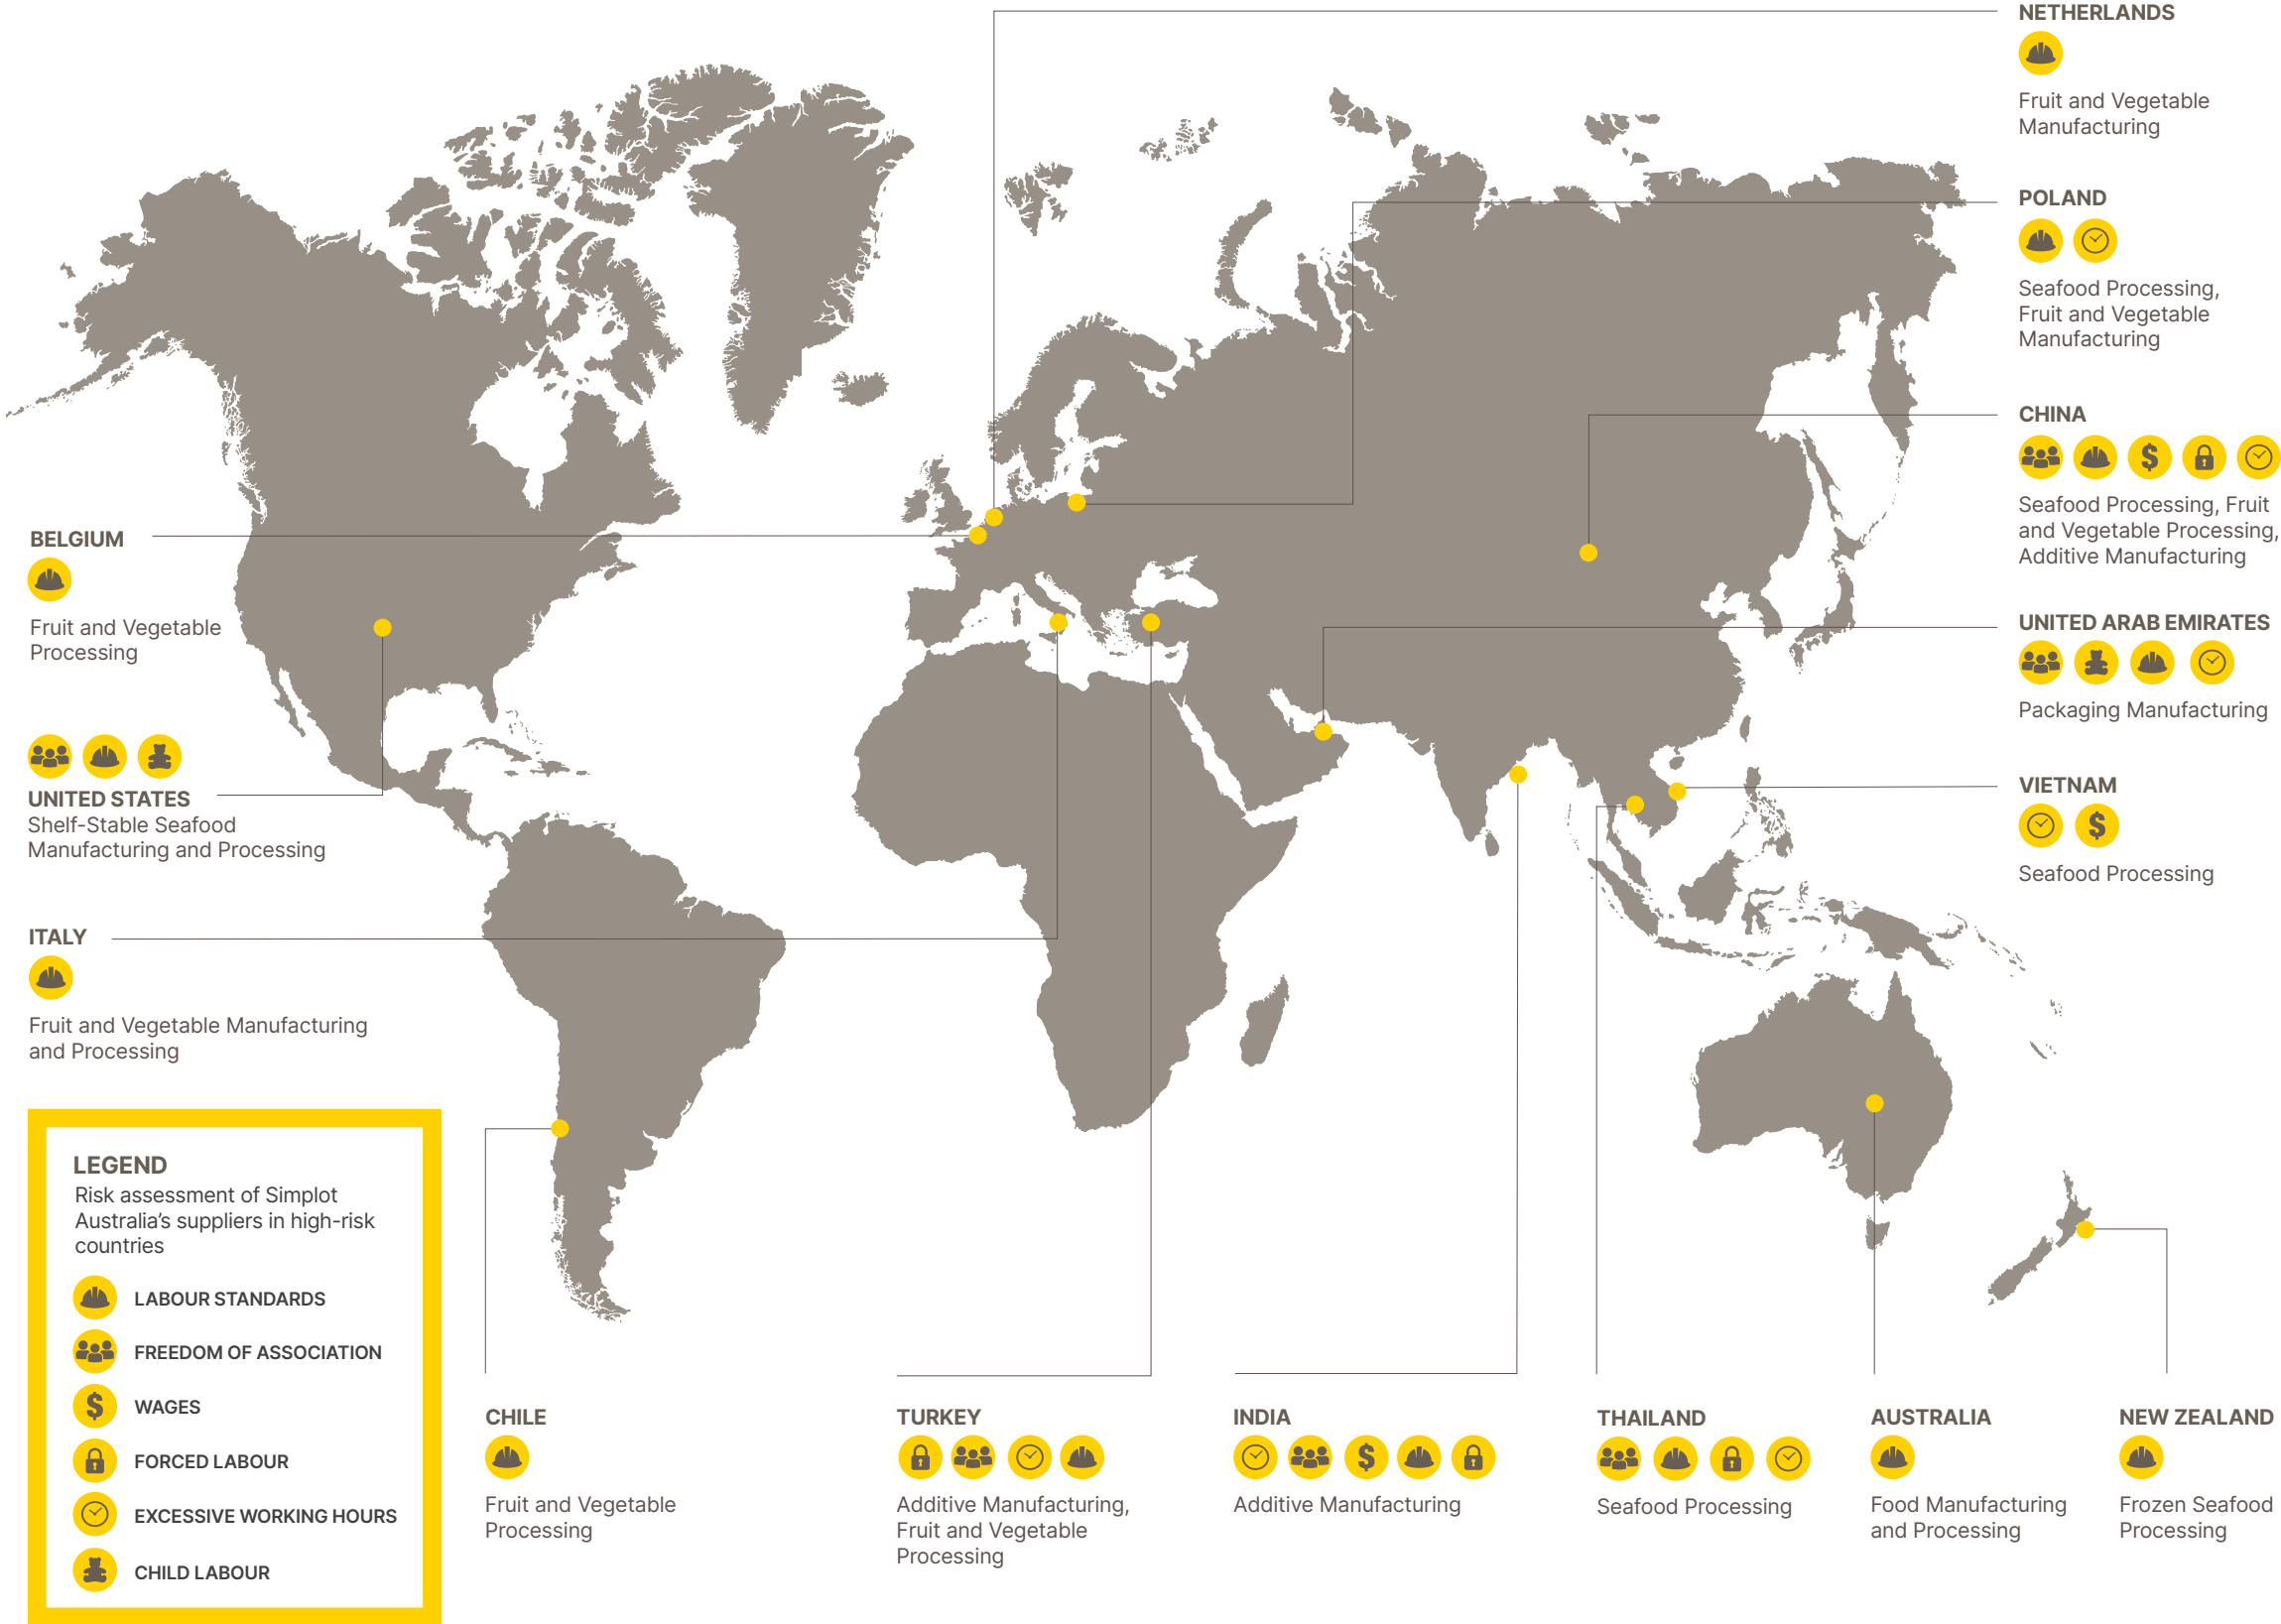 NETHERLANDS
Fruit and Vegetable
Manufacturing
POLAND
Seafood Processing,
Fruit and Vegetable
Manufacturing
CHINA
Seafood Processing, Fruit
and Vegetable Processing,
Additive Manufacturing
UNITED ARAB EMIRATES
Packaging Manufacturing
VIETNAM
Seafood Processing
BELGIUM
Fruit and Vegetable
Processing
UNITED STATES
Shelf-Stable Seafood
Manufacturing and Processing
ITALY
Fruit and Vegetable Manufacturing
and Processing
LEGEND
Risk assessment of Simplot
Australia’s suppliers in high-risk
countries
LABOUR STANDARDS
FREEDOM OF ASSOCIATION
$ WAGES
FORCED LABOUR
EXCESSIVE WORKING HOURS
CHILD LABOUR
CHILE
Fruit and Vegetable
Processing
TURKEY
Additive Manufacturing,
Fruit and Vegetable
Processing
INDIA
Additive Manufacturing
THAILAND
Seafood Processing
AUSTRALIA
Food Manufacturing
and Processing
NEW ZEALAND
Frozen Seafood
Processing